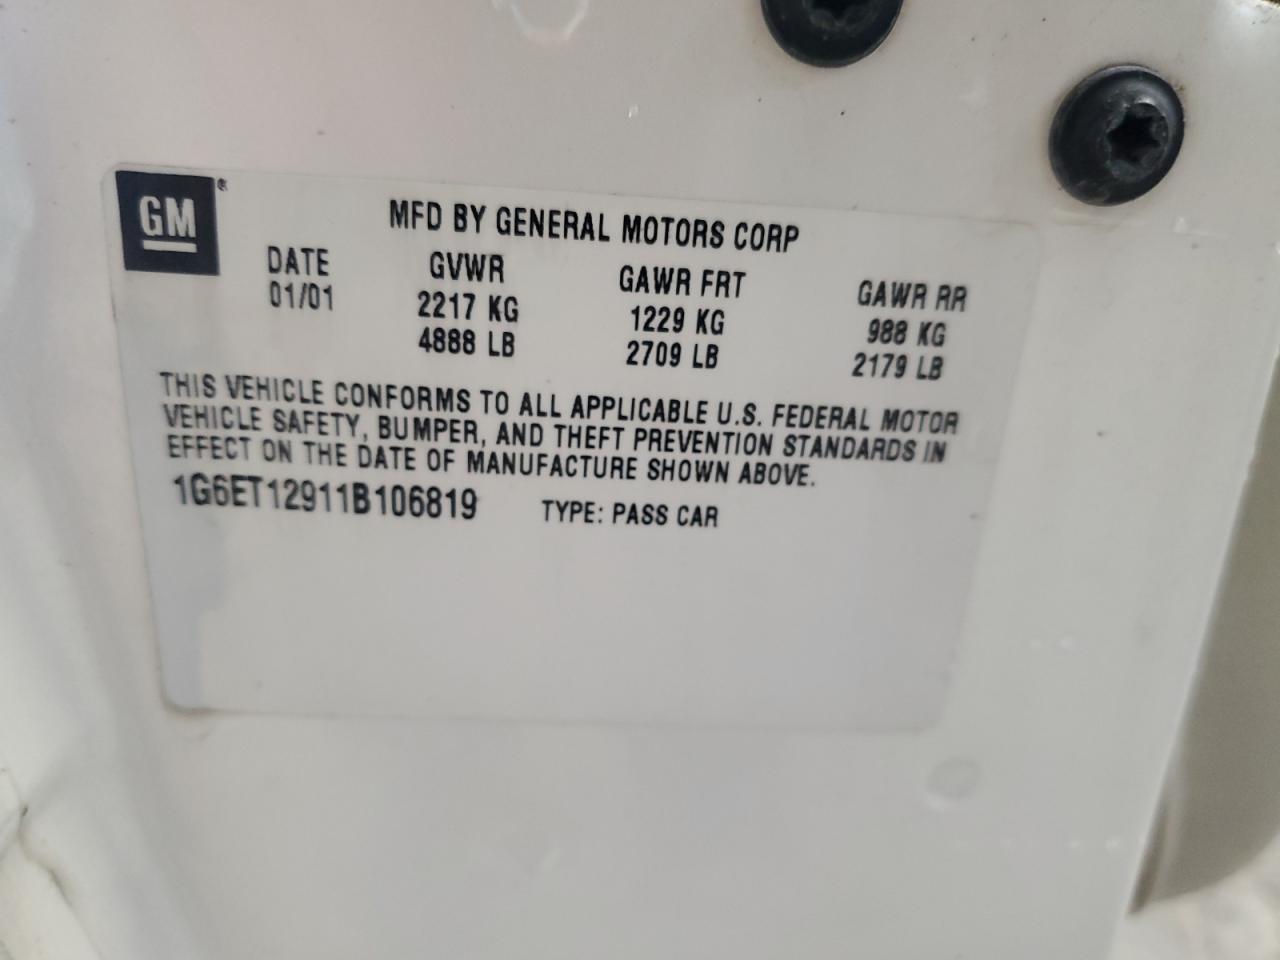 GM®
MFD BY GENERAL MOTORS CORP
DATE GVWR GAWR FRT GAWR RR
01/01 2217 KG 1229 KG 988 KG
4888 LB 2709 LB 2179 LB
THIS VEHICLE CONFORMS TO ALL APPLICABLE U.S. FEDERAL MOTOR
VEHICLE SAFETY, BUMPER, AND THEFT PREVENTION STANDARDS IN
EFFECT ON THE DATE OF MANUFACTURE SHOWN ABOVE.
1G6ET12911B106819 TYPE: PASS CAR